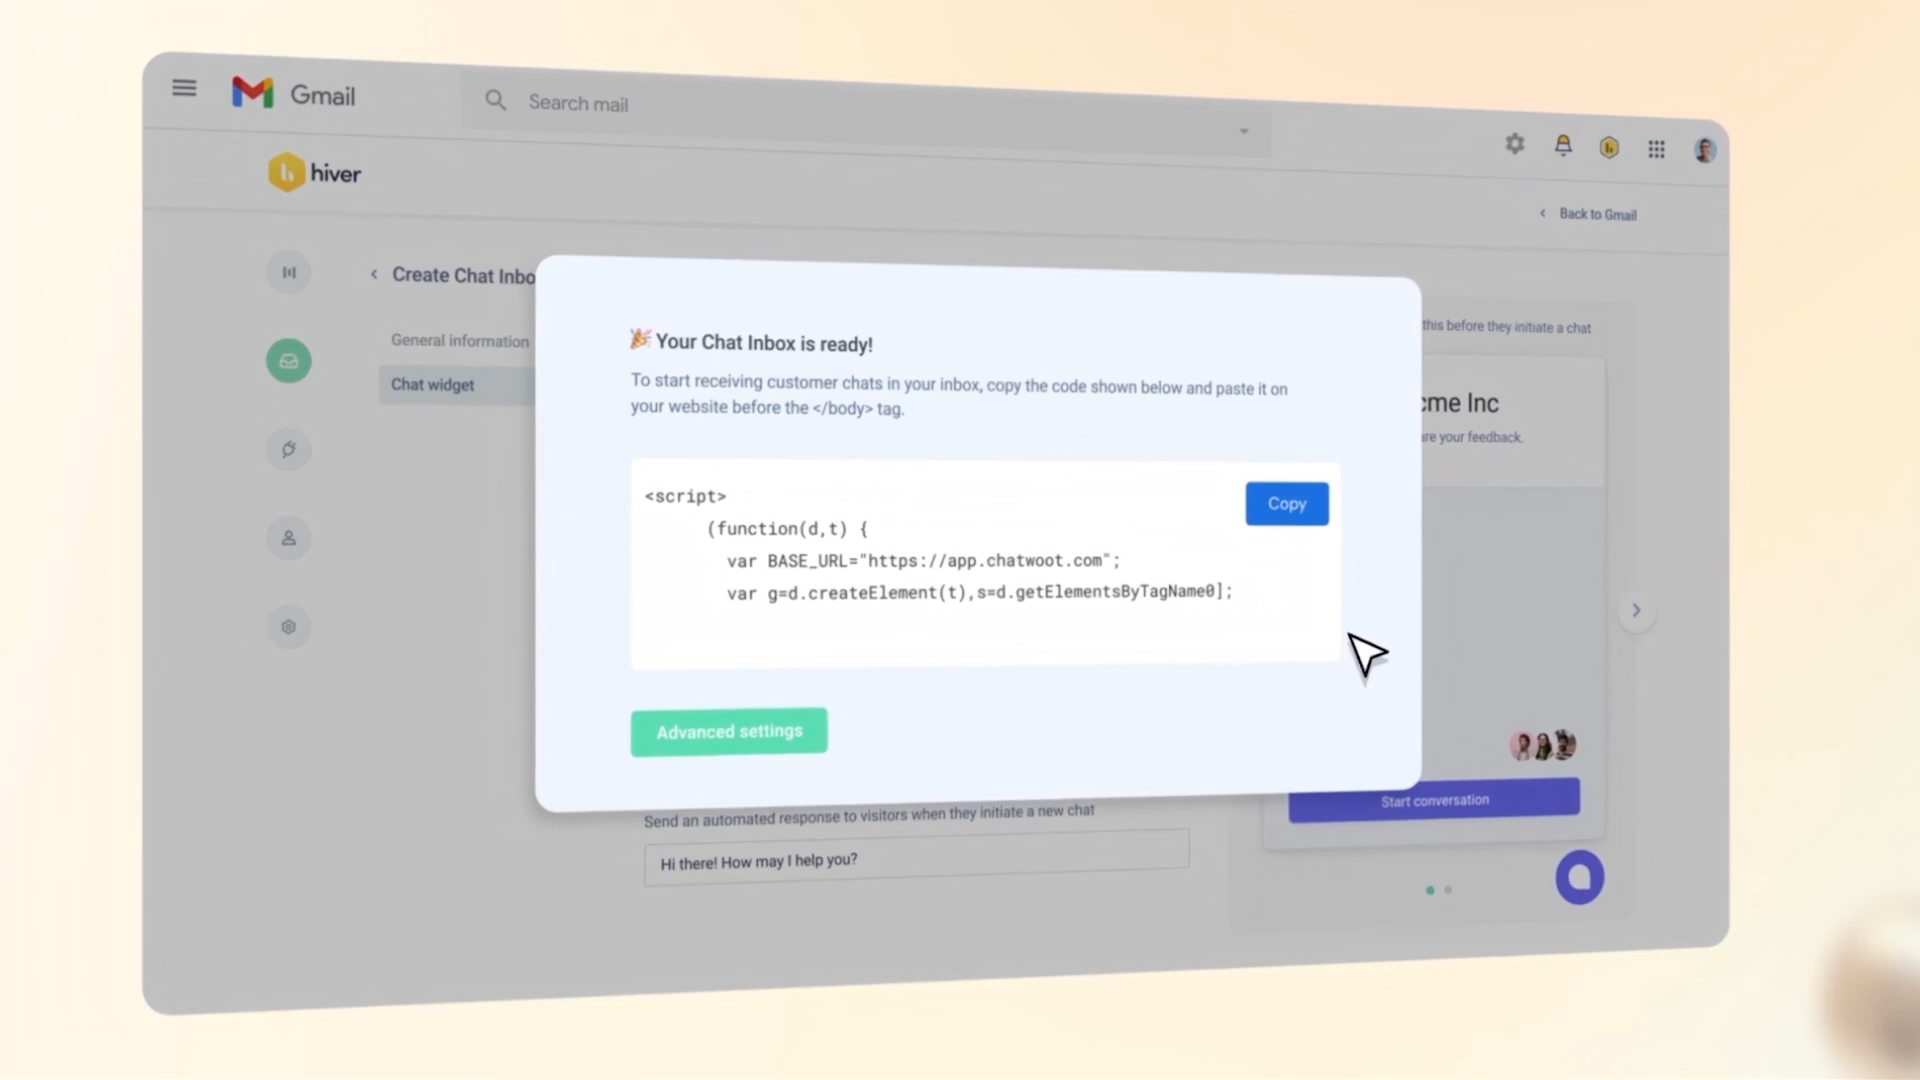 Gmail
Search mail
hiver
Back to Gmail
Create Chat Inbo
General information
Chat widget
🎉 Your Chat Inbox is ready!
To start receiving customer chats in your inbox, copy the code shown below and paste it on
your website before the </body> tag.
<script>
(function(d,t) {
var BASE_URL="https://app.chatwoot.com";
var g=d.createElement(t),s=d.getElementsByTagName0];
Copy
Advanced settings
this before they initiate a chat
cme Inc
re your feedback.
Start conversation
Send an automated response to visitors when they initiate a new chat
Hi there! How may I help you?